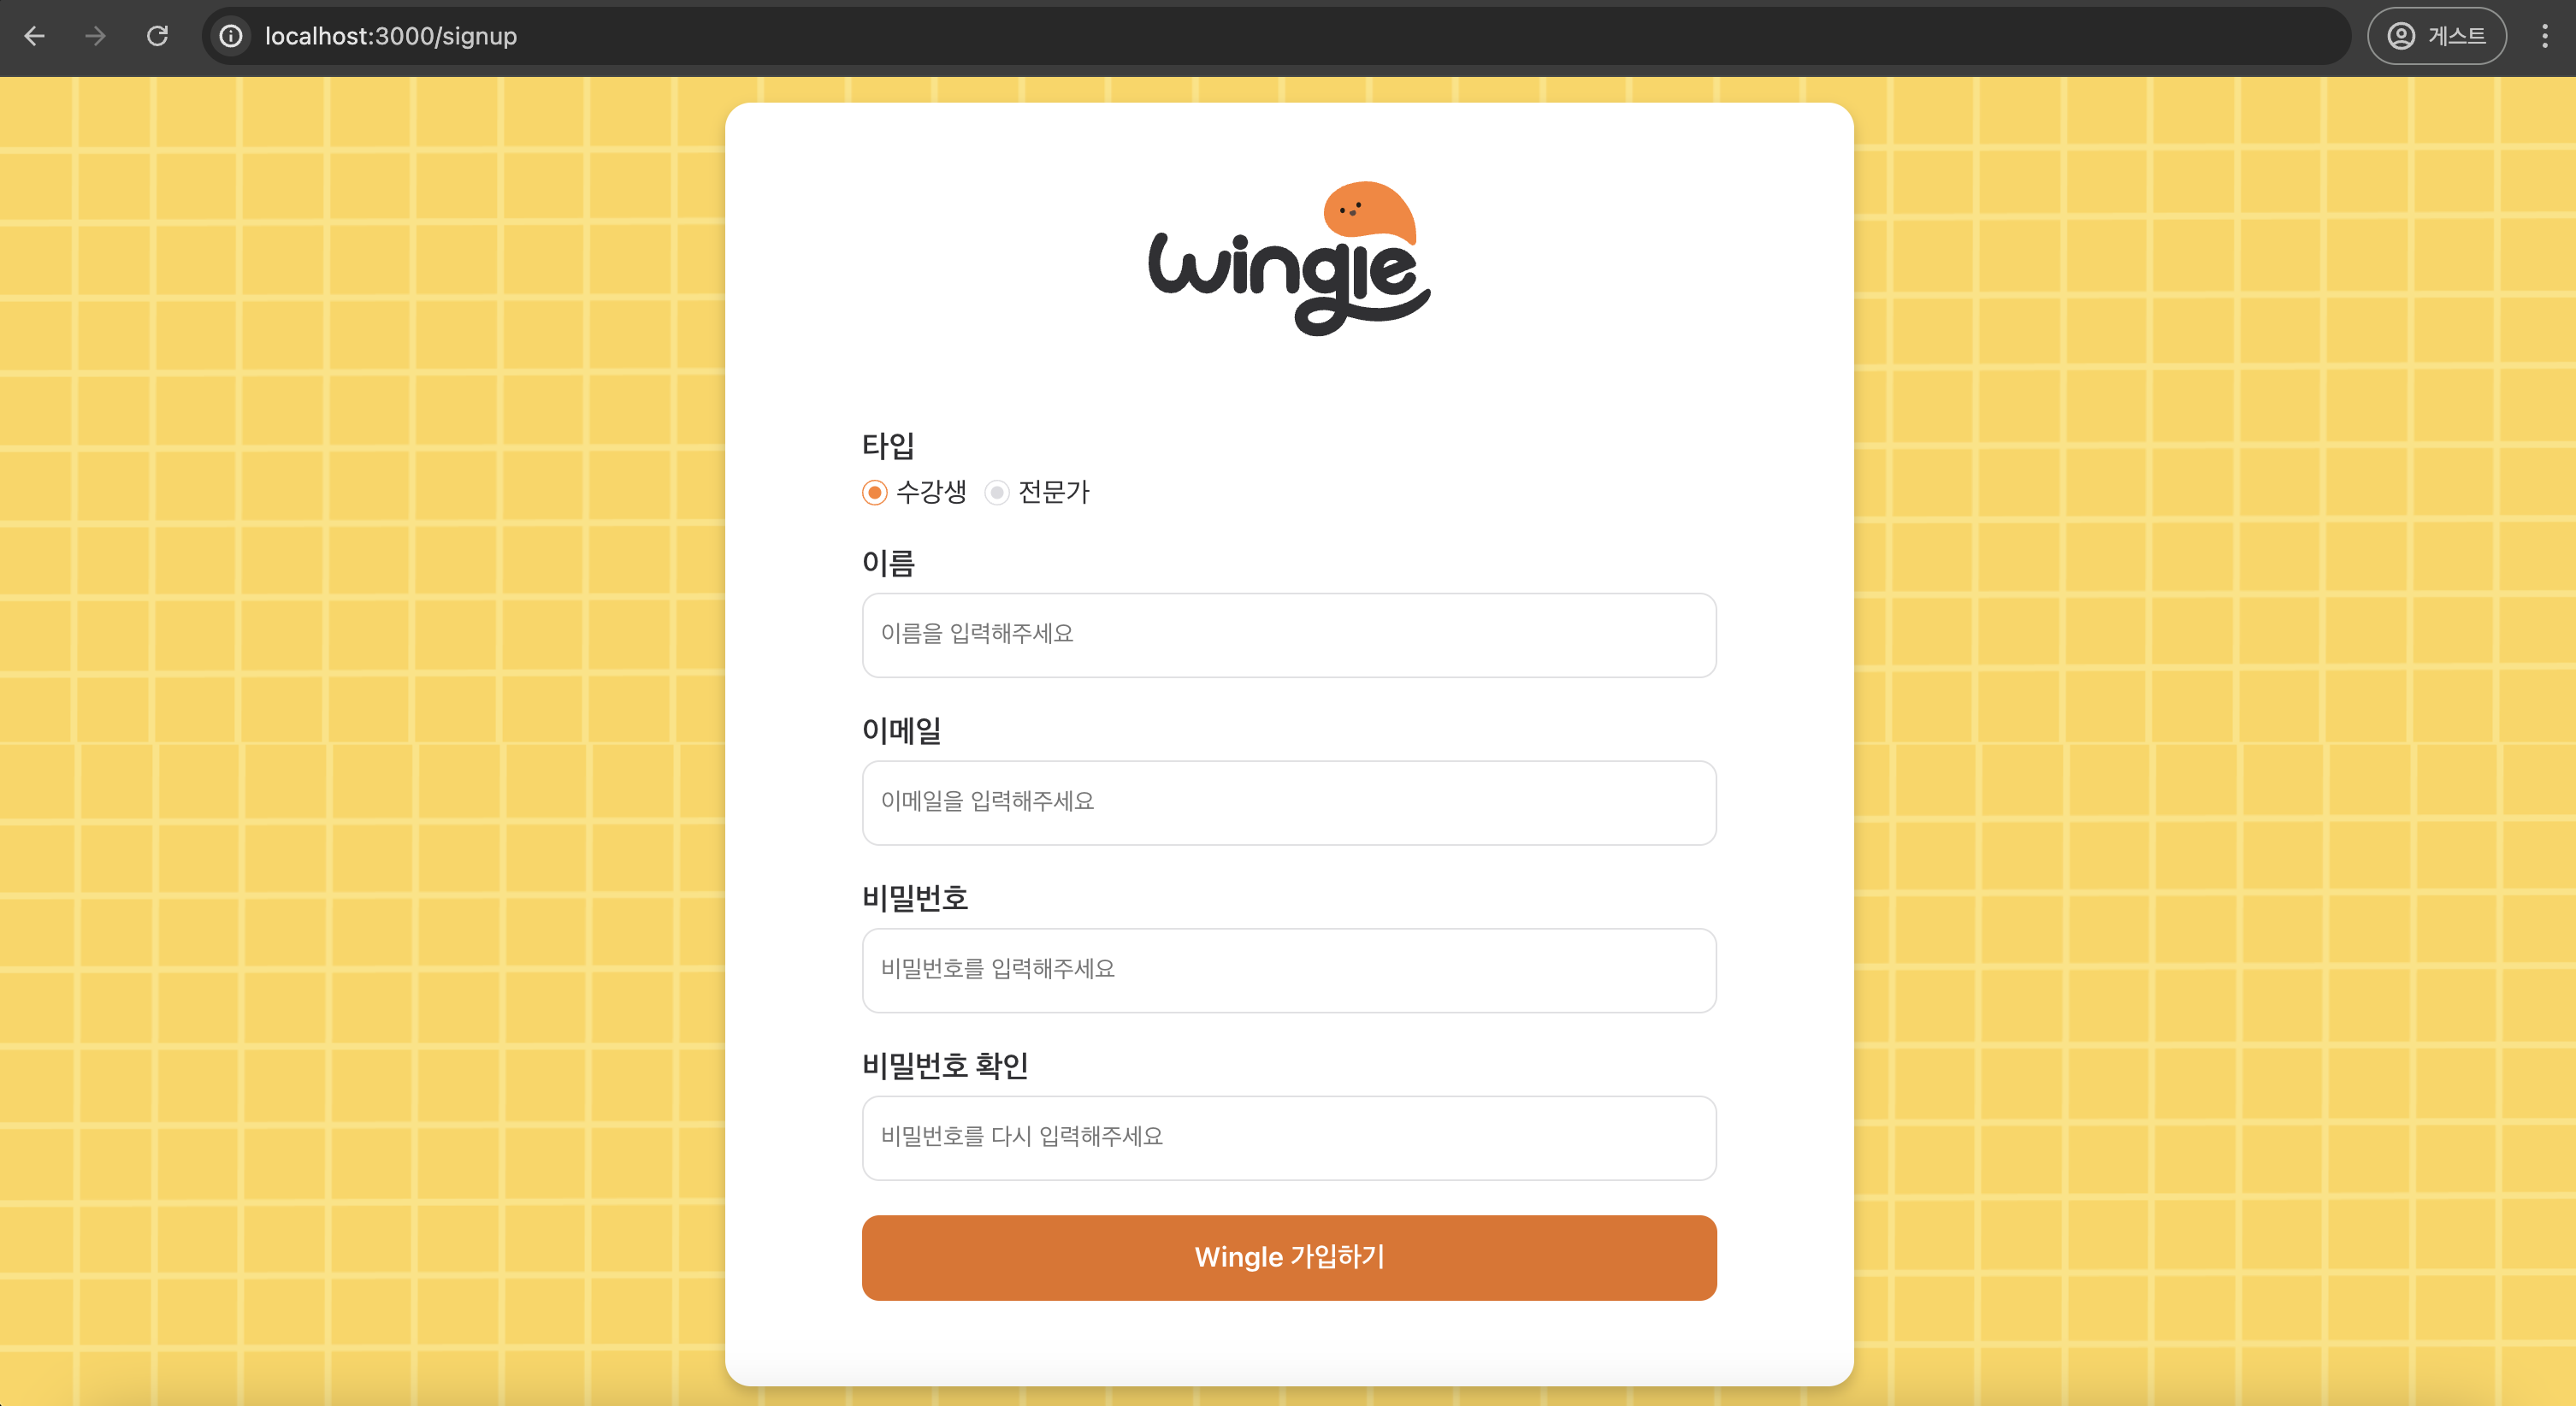 localhost:3000/signup
게스트
wingle
타입
수강생 전문가
이름
이름을 입력해주세요
이메일
이메일을 입력해주세요
비밀번호
비밀번호를 입력해주세요
비밀번호 확인
비밀번호를 다시 입력해주세요
Wingle 가입하기